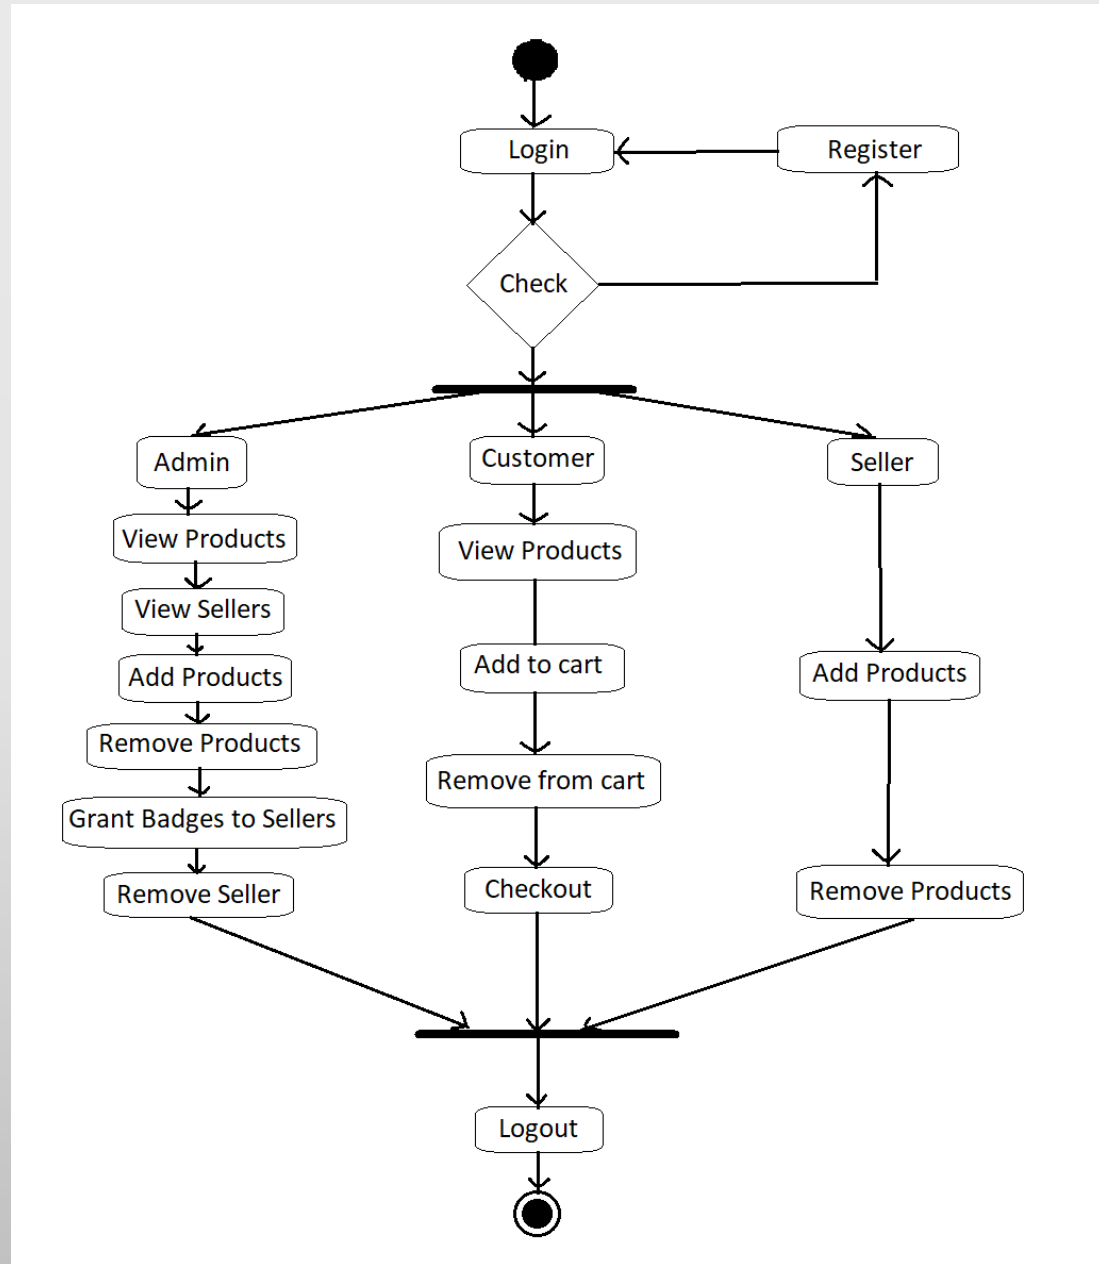 Login
Register
Check
Admin
Customer
Seller
View Products
View Products
View Sellers
Add to cart
Add Products
Add Products
Remove Products
Remove from cart
Grant Badges to Sellers
Checkout
Remove Seller
Remove Products
Logout